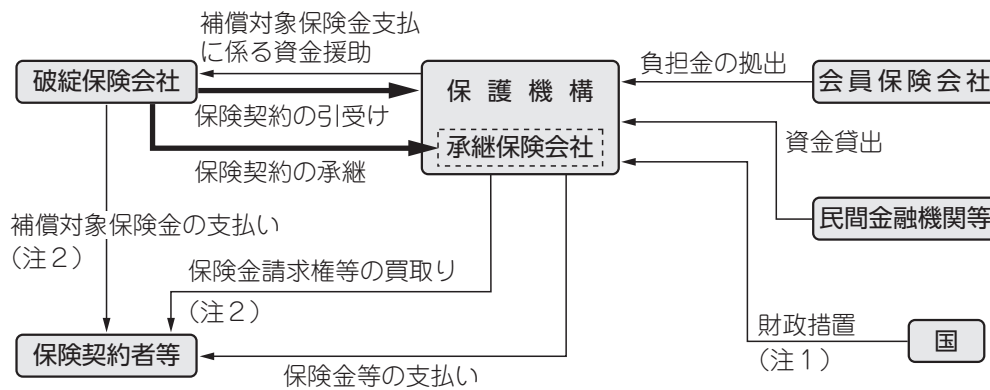 補償対象保険金支払
に係る資金援助
破綻保険会社
保険契約の引受け
保険契約の承継
保護機構
承継保険会社
負担金の拠出
会員保険会社
資金貸出
民間金融機関等
補償対象保険金の支払い
（注２）
保険金請求権等の買取り
（注２）
財政措置
（注１）
国
保険契約者等
保険金等の支払い